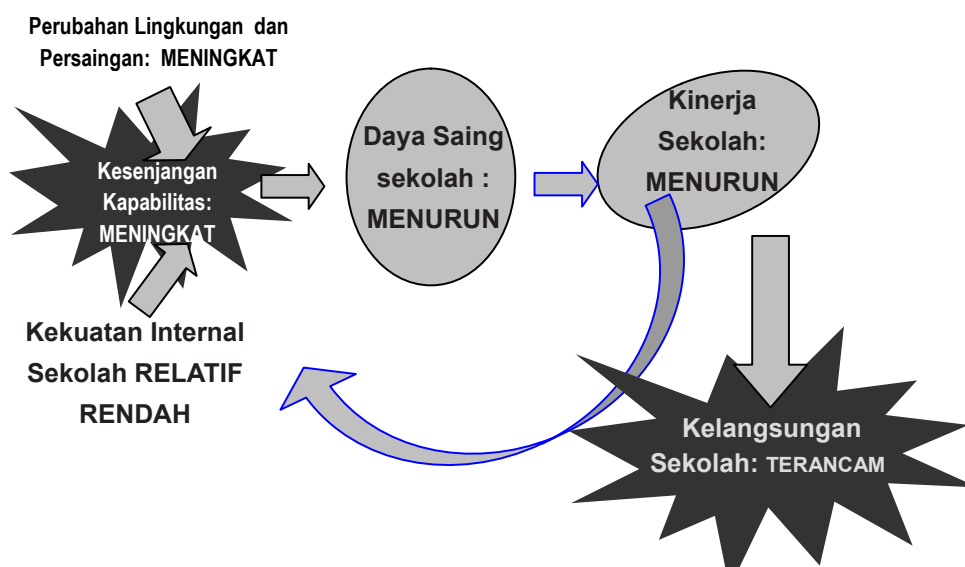 Perubahan Lingkungan dan
Persaingan: MENINGKAT
Kesenjangan
Kapabilitas:
MENINGKAT
Kekuatan Internal
Sekolah RELATIF
RENDAH
Daya Saing
sekolah :
MENURUN
Kinerja
Sekolah:
MENURUN
Kelangsungan
Sekolah: TERANCAM